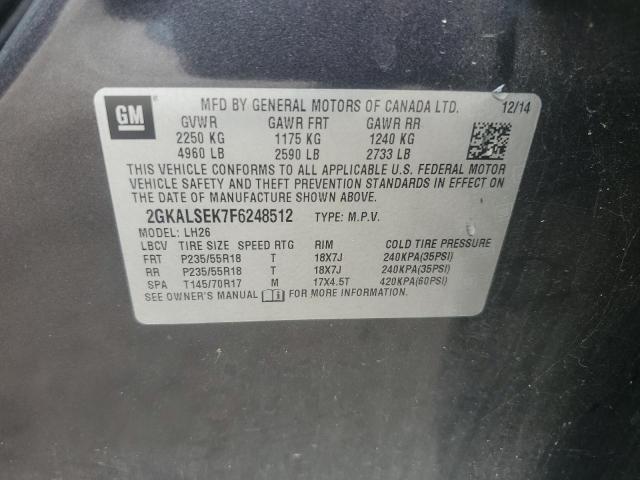 GM
MFD BY GENERAL MOTORS OF CANADA LTD. 12/14
GVWR GAWR FRT GAWR RR
2250 KG 1175 KG 1240 KG
4960 LB 2590 LB 2733 LB
THIS VEHICLE CONFORMS TO ALL APPLICABLE U.S. FEDERAL MOTOR
VEHICLE SAFETY AND THEFT PREVENTION STANDARDS IN EFFECT ON
THE DATE OF MANUFACTURE SHOWN ABOVE.
2GKALSEK7F6248512 TYPE: M.P.V.
MODEL: LH26
LBCV TIRE SIZE SPEED RTG RIM COLD TIRE PRESSURE
FRT P235/55R18 T 18X7J 240KPA(35PSI)
RR P235/55R18 T 18X7J 240KPA(35PSI)
SPA T145/70R17 M 17X4.5T 420KPA(60PSI)
SEE OWNER'S MANUAL FOR MORE INFORMATION.